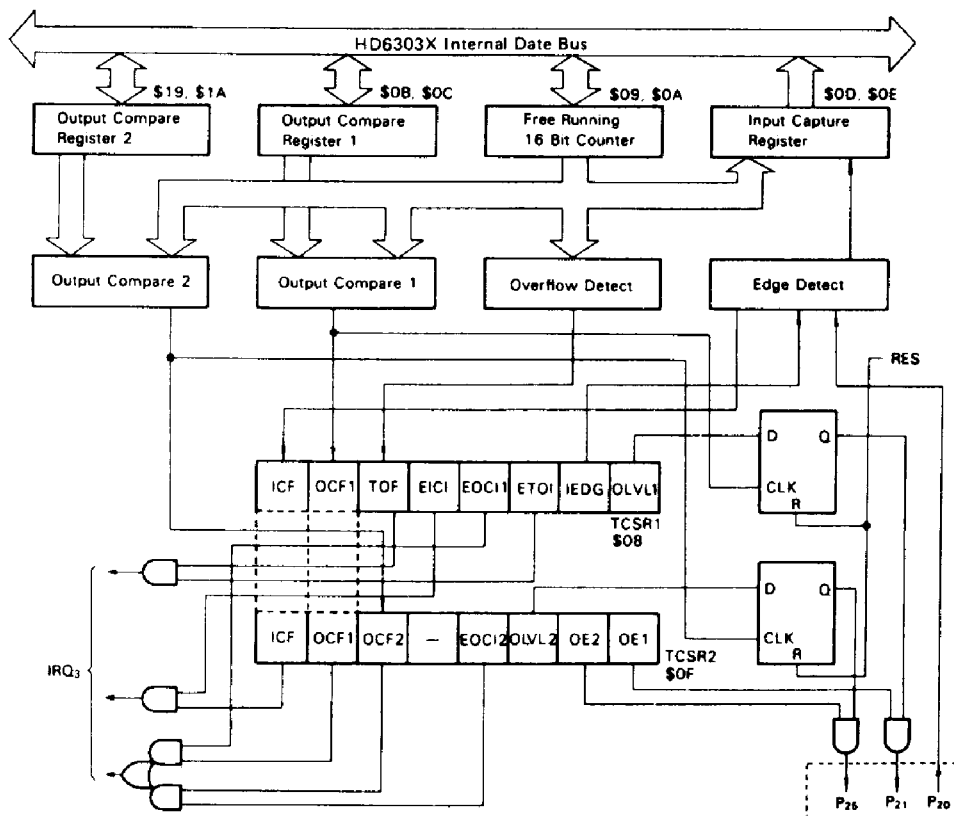 HD6303X Internal Date Bus
$19, $1A
$0B, $0C
$09, $0A
$0D, $0E
Output Compare
Register 2
Output Compare
Register 1
Free Running
16 Bit Counter
Input Capture
Register
Output Compare 2
Output Compare 1
Overflow Detect
Edge Detect
RES
D Q
CLK
R
ICF OCF1 TOF EICI EOCI1 ETOI IEDG OLVL1
TCSR1
$08
D Q
CLK
R
ICF OCF1 OCF2 — EOCI2 OLVL2 OE2 OE1
TCSR2
$0F
IRQ3
P26 P21 P20